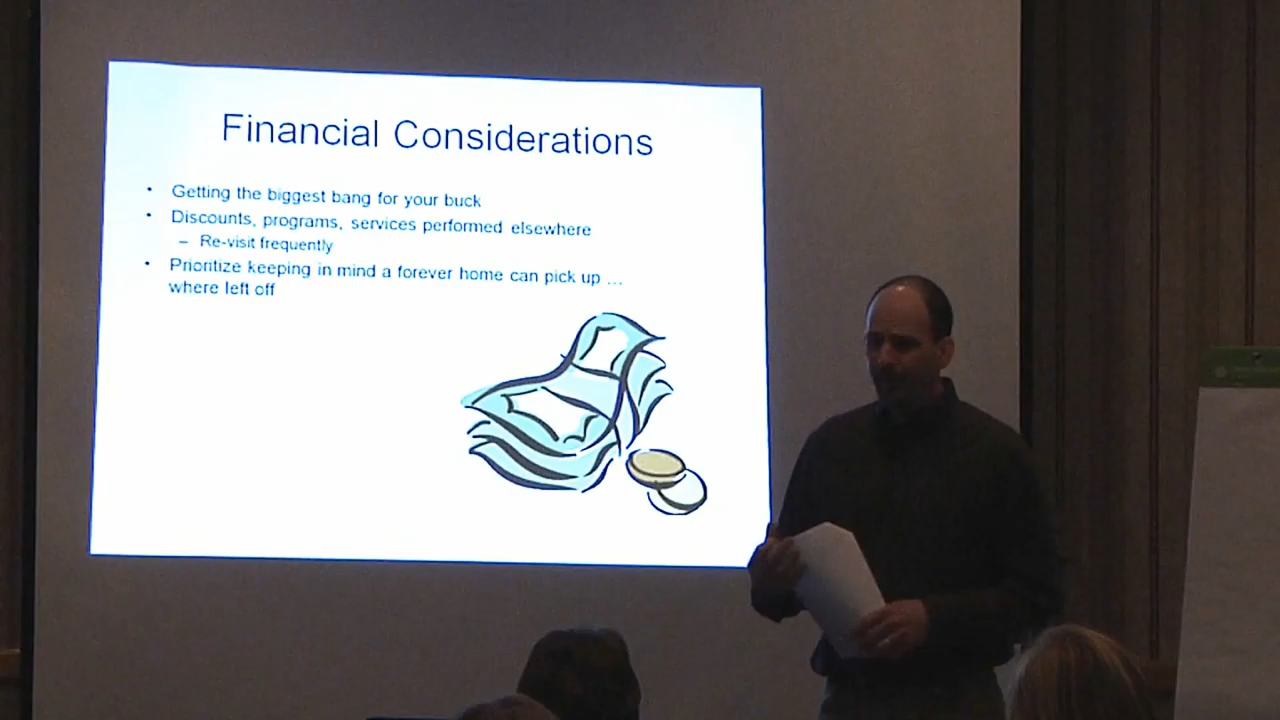 Financial Considerations
• Getting the biggest bang for your buck
• Discounts, programs, services performed elsewhere
– Re-visit frequently
• Prioritize keeping in mind a forever home can pick up ...
where left off